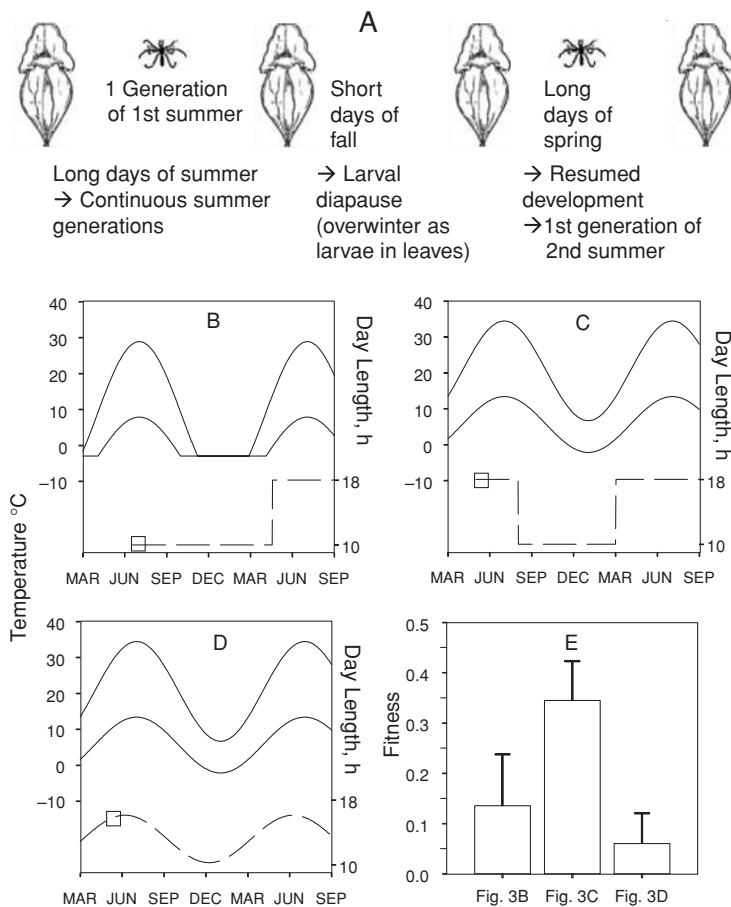 A
1 Generation
of 1st summer
Short
days of
fall
Long
days of
spring
Long days of summer
→ Continuous summer
generations
→ Larval
diapause
(overwinter as
larvae in leaves)
→ Resumed
development
→1st generation of
2nd summer
Temperature °C
B
40
30
20
10
0
−10
Day Length, h
18
10
MAR JUN SEP DEC MAR JUN SEP
C
40
30
20
10
0
−10
Day Length, h
18
10
MAR JUN SEP DEC MAR JUN SEP
D
40
30
20
10
0
−10
Day Length, h
18
10
MAR JUN SEP DEC MAR JUN SEP
E
Fitness
0.5
0.4
0.3
0.2
0.1
0.0
Fig. 3B Fig. 3C Fig. 3D